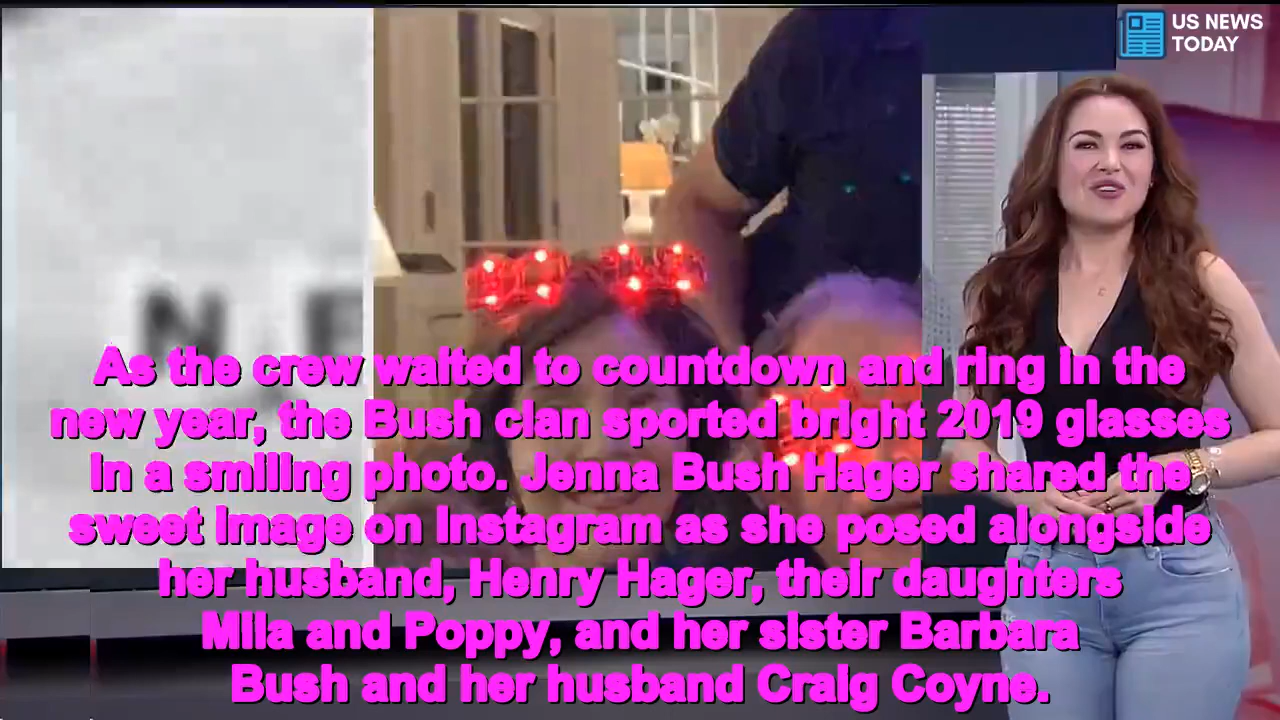 US NEWS
TODAY
N F
As the crew waited to countdown and ring in the
new year, the Bush clan sported bright 2019 glasses
in a smiling photo. Jenna Bush Hager shared the
sweet image on Instagram as she posed alongside
her husband, Henry Hager, their daughters
Mila and Poppy, and her sister Barbara
Bush and her husband Craig Coyne.